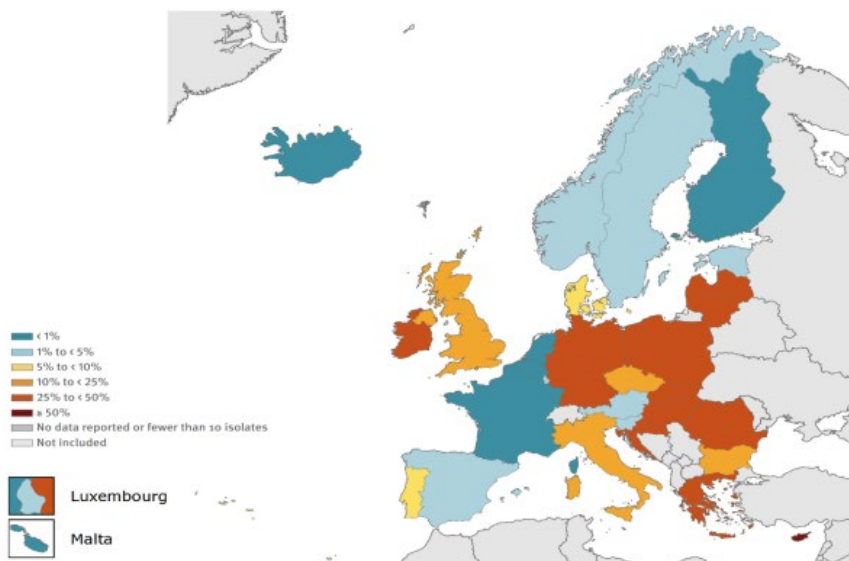 < 1%
1% to < 5%
5% to < 10%
10% to < 25%
25% to < 50%
≥ 50%
No data reported or fewer than 10 isolates
Not included
Luxembourg
Malta